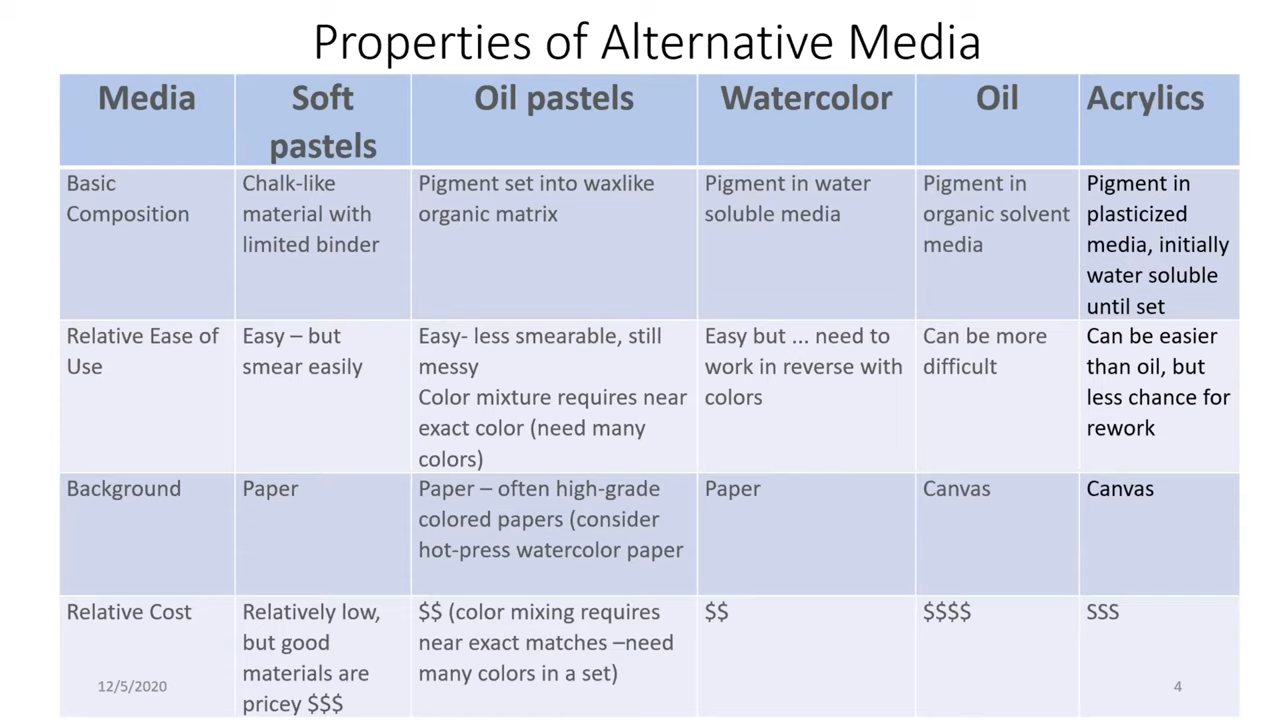 Properties of Alternative Media
Media
Soft
pastels
Oil pastels
Watercolor
Oil
Acrylics
Basic
Composition
Chalk-like
material with
limited binder
Pigment set into waxlike
organic matrix
Pigment in water
soluble media
Pigment in
organic solvent
media
Pigment in
plasticized
media, initially
water soluble
until set
Relative Ease of
Use
Easy – but
smear easily
Easy- less smearable, still
messy
Color mixture requires near
exact color (need many
colors)
Easy but ... need to
work in reverse with
colors
Can be more
difficult
Can be easier
than oil, but
less chance for
rework
Background
Paper
Paper – often high-grade
colored papers (consider
hot-press watercolor paper
Paper
Canvas
Canvas
Relative Cost
Relatively low,
but good
materials are
pricey $$$
$$ (color mixing requires
near exact matches –need
many colors in a set)
$$
$$$$
SSS
12/5/2020
4